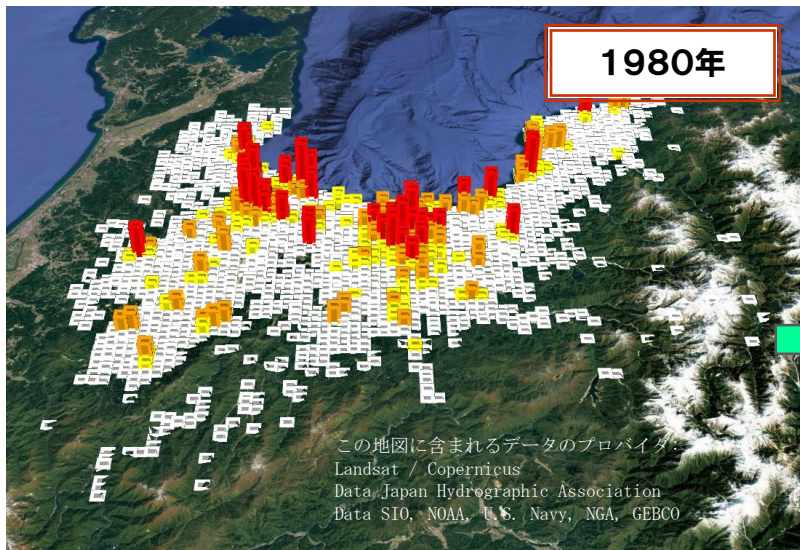 1980年
この地図に含まれるデータのプロバイダ:
Landsat / Copernicus
Data Japan Hydrographic Association
Data SIO, NOAA, U.S. Navy, NGA, GEBCO